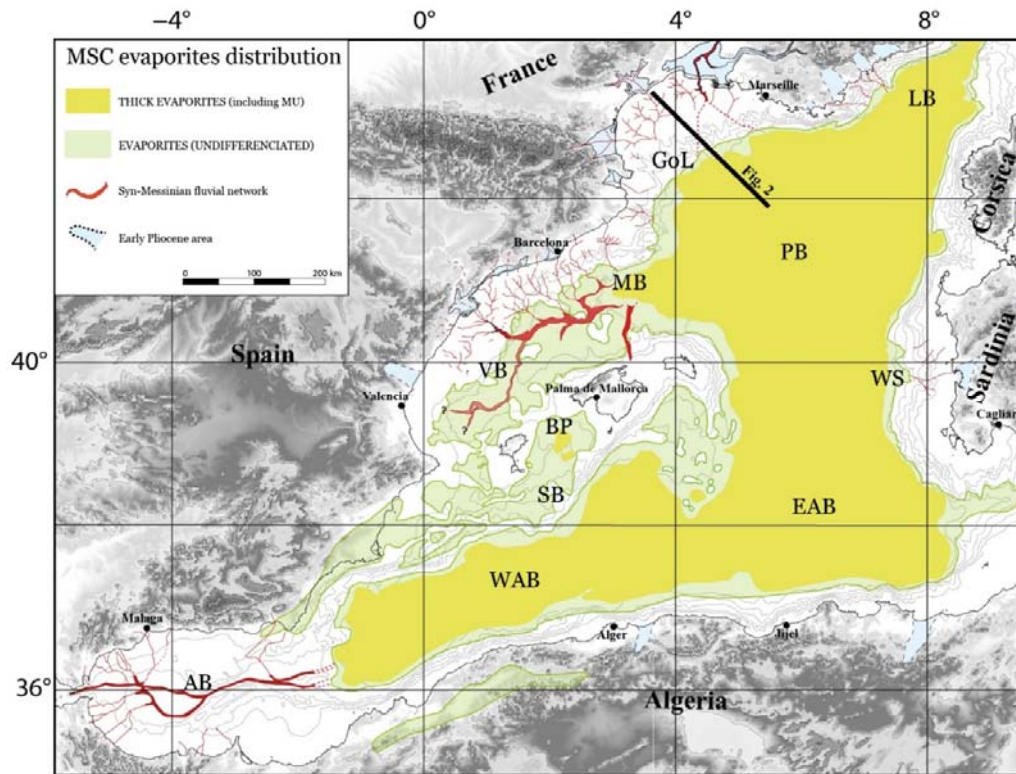 −4° 0° 4° 8°
MSC evaporites distribution
THICK EVAPORITES (including MU)
EVAPORITES (UNDIFFERENCIATED)
Syn-Messinian fluvial network
Early Pliocene area
0 100 200 km
France
Marseille
LB
GoL
Fig. 2
Corsica
Barcelona
PB
MB
40°
Spain
VB
WS
Sardinia
Palma de Mallorca
Valencia
Cagliar
?
?
BP
SB
EAB
WAB
Malaga
Alger
Jijel
36°
AB
Algeria